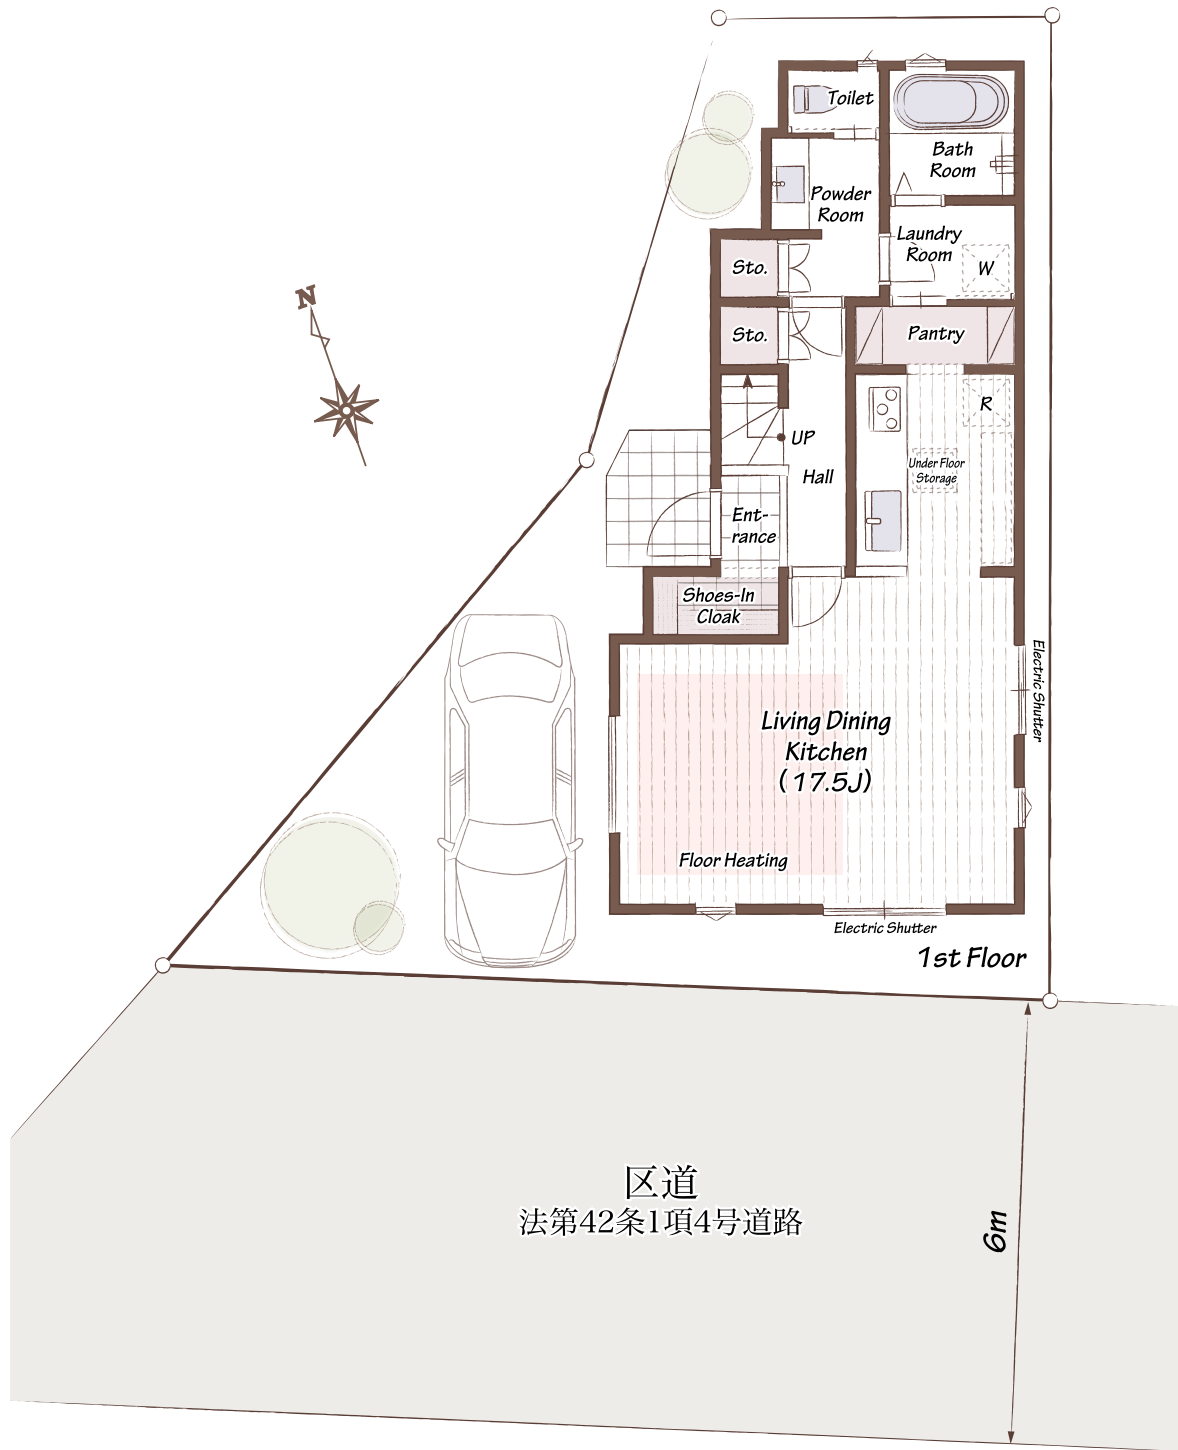 Toilet
Bath
Room
Powder
Room
Laundry
Room
W
Sto.
N
Sto.
Pantry
R
UP
Hall
Under Floor
Storage
Ent-
rance
Shoes-In
Cloak
Electric Shutter
Living Dining
Kitchen
(17.5J)
Floor Heating
Electric Shutter
1st Floor
区道
法第42条1項4号道路
6m